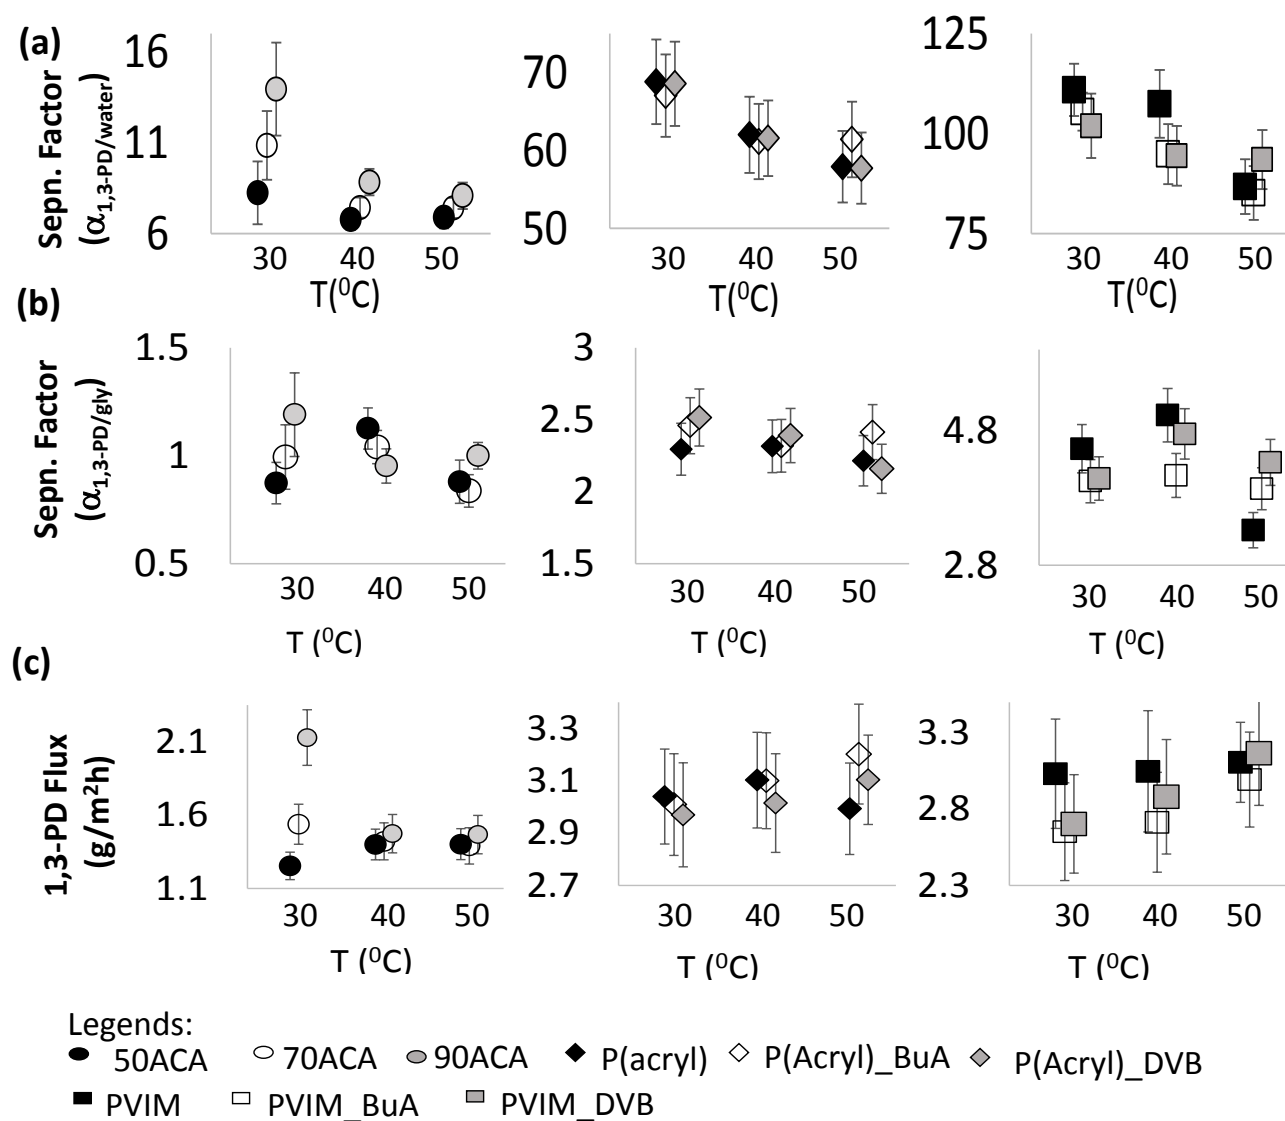 (a)
Sepn. Factor
(α1,3-PD/water)
16
11
6
30 40 50
T(⁰C)
70
60
50
30 40 50
T(⁰C)
125
100
75
30 40 50
T(⁰C)
(b)
Sepn. Factor
(α1,3-PD/gly)
1.5
1
0.5
30 40 50
T (⁰C)
3
2.5
2
1.5
30 40 50
T (⁰C)
4.8
2.8
30 40 50
T (⁰C)
(c)
1,3-PD Flux
(g/m²h)
2.1
1.6
1.1
30 40 50
T (⁰C)
3.3
3.1
2.9
2.7
30 40 50
T (⁰C)
3.3
2.8
2.3
30 40 50
T (⁰C)
Legends:
50ACA 70ACA 90ACA P(acryl) P(Acryl)_BuA P(Acryl)_DVB
PVIM PVIM_BuA PVIM_DVB